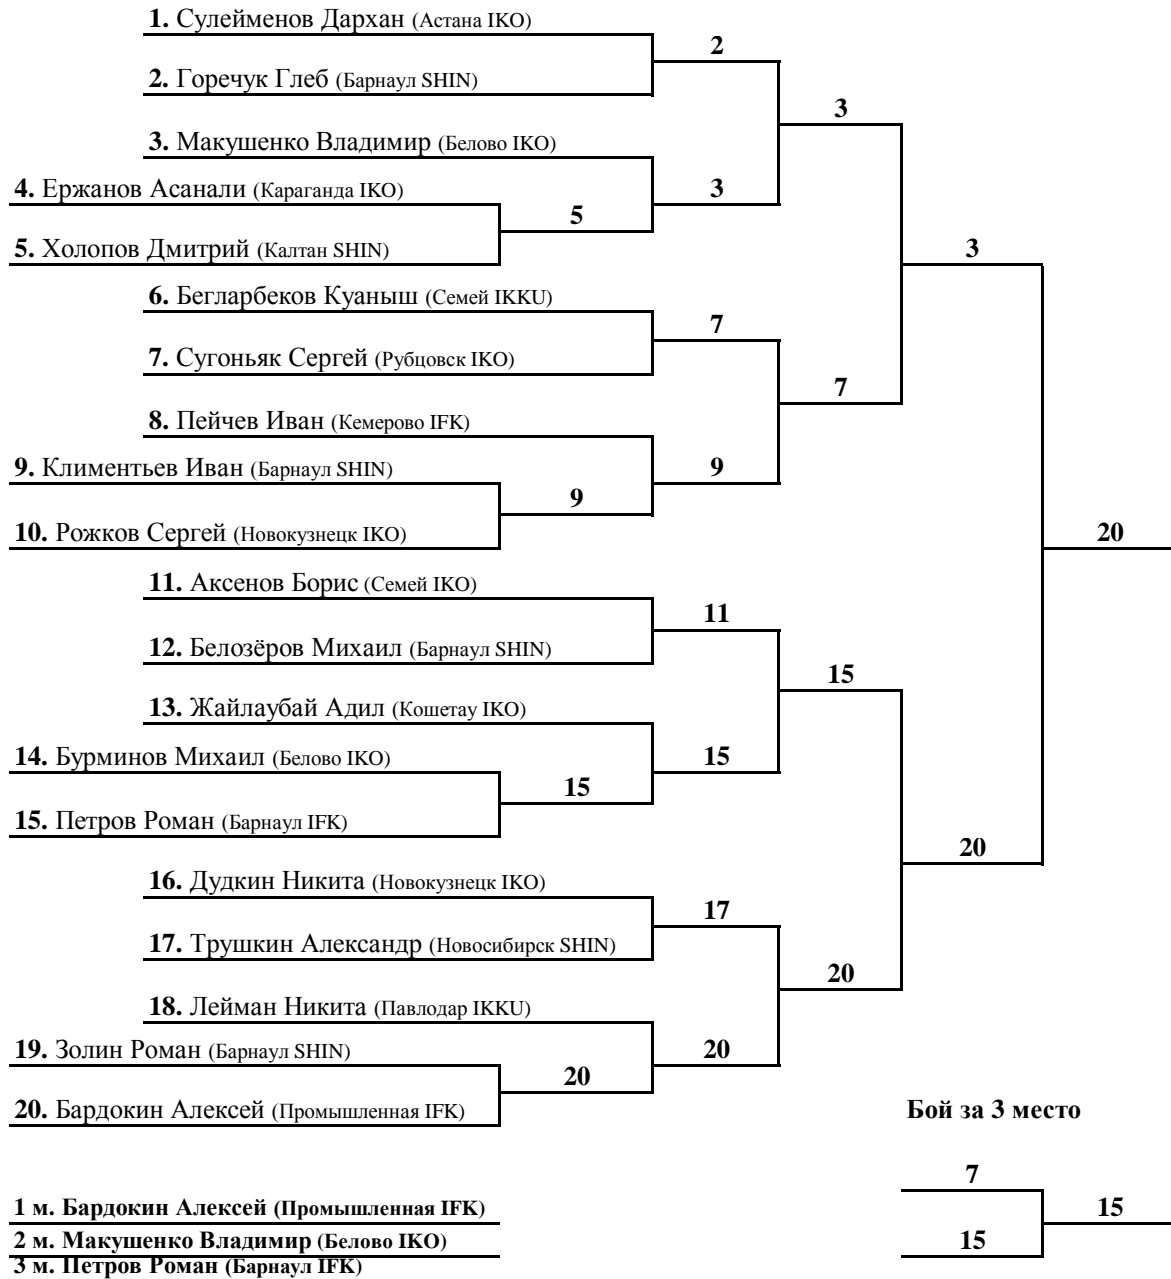 1. Сулейменов Дархан (Астана IKO)
2
2. Горечук Глеб (Барнаул SHIN)
3
3. Макушенко Владимир (Белово IKO)
4. Ержанов Асанали (Караганда IKO)
3
5
5. Холопов Дмитрий (Калтан SHIN)
3
6. Бегларбеков Куаныш (Семей IKKU)
7
7. Сугоньяк Сергей (Рубцовск IKO)
7
8. Пейчев Иван (Кемерово IFK)
9. Климентьев Иван (Барнаул SHIN)
9
9
10. Рожков Сергей (Новокузнецк IKO)
20
11. Аксенов Борис (Семей IKO)
11
12. Белозёров Михаил (Барнаул SHIN)
15
13. Жайлаубай Адил (Кошетау IKO)
14. Бурминов Михаил (Белово IKO)
15
15
15. Петров Роман (Барнаул IFK)
20
16. Дудкин Никита (Новокузнецк IKO)
17
17. Трушкин Александр (Новосибирск SHIN)
20
18. Лейман Никита (Павлодар IKKU)
19. Золин Роман (Барнаул SHIN)
20
20
20. Бардокин Алексей (Промышленная IFK)
Бой за 3 место
7
1 м. Бардокин Алексей (Промышленная IFK)
15
2 м. Макушенко Владимир (Белово IKO)
15
3 м. Петров Роман (Барнаул IFK)